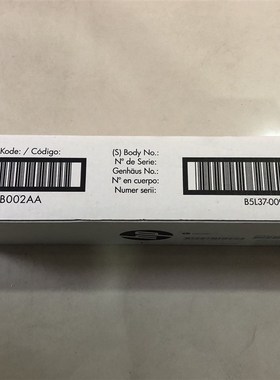 Kode: / Código:
(S) Body No.:
Nº de Serie:
Genhäus No.:
Nº en cuerpo:
Numer serii:
B002AA
B5L37-00